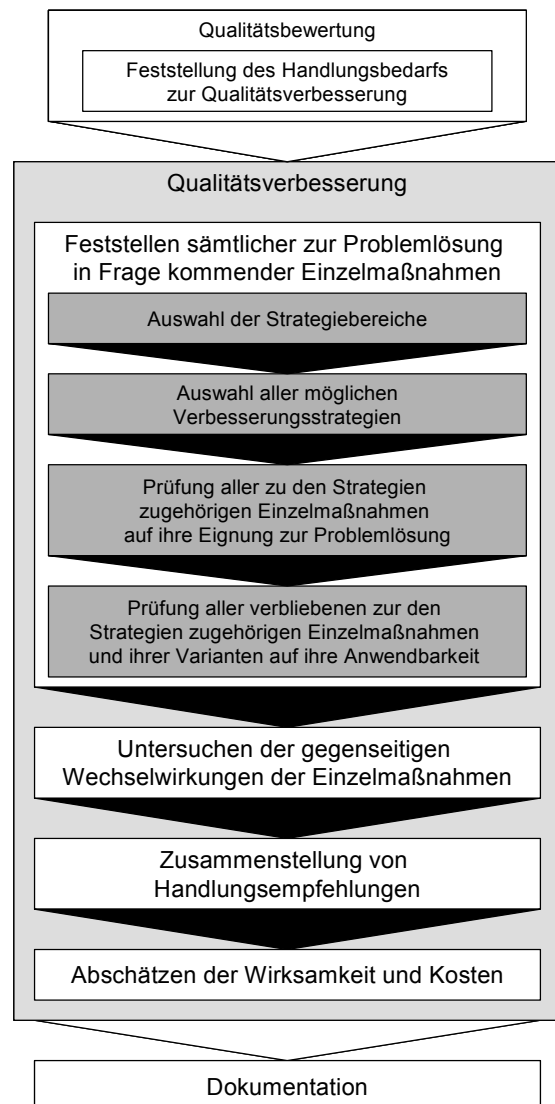 Qualitätsbewertung
Feststellung des Handlungsbedarfs
zur Qualitätsverbesserung
Qualitätsverbesserung
Feststellen sämtlicher zur Problemlösung
in Frage kommender Einzelmaßnahmen
Auswahl der Strategiebereiche
Auswahl aller möglichen
Verbesserungsstrategien
Prüfung aller zu den Strategien
zugehörigen Einzelmaßnahmen
auf ihre Eignung zur Problemlösung
Prüfung aller verbliebenen zur den
Strategien zugehörigen Einzelmaßnahmen
und ihrer Varianten auf ihre Anwendbarkeit
Untersuchen der gegenseitigen
Wechselwirkungen der Einzelmaßnahmen
Zusammenstellung von
Handlungsempfehlungen
Abschätzen der Wirksamkeit und Kosten
Dokumentation